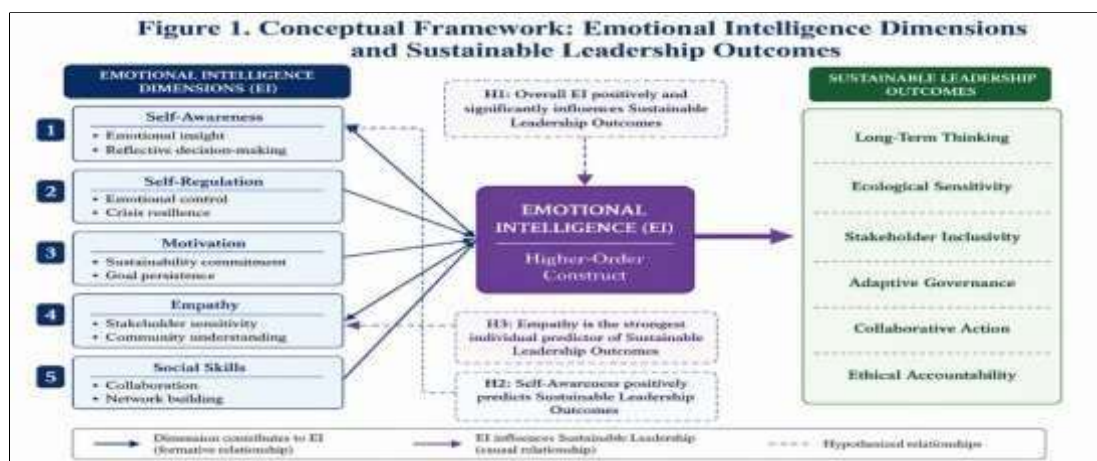 Figure 1. Conceptual Framework: Emotional Intelligence Dimensions
and Sustainable Leadership Outcomes
EMOTIONAL INTELLIGENCE
DIMENSIONS (EI)
1
Self-Awareness
• Emotional insight
• Reflective decision-making
2
Self-Regulation
• Emotional control
• Crisis resilience
3
Motivation
• Sustainability commitment
• Goal persistence
4
Empathy
• Stakeholder sensitivity
• Community understanding
5
Social Skills
• Collaboration
• Network building
H1: Overall EI positively and
significantly influences Sustainable
Leadership Outcomes
EMOTIONAL
INTELLIGENCE (EI)
Higher-Order
Construct
H3: Empathy is the strongest
individual predictor of Sustainable
Leadership Outcomes
H2: Self-Awareness positively
predicts Sustainable Leadership
Outcomes
SUSTAINABLE LEADERSHIP
OUTCOMES
Long-Term Thinking
Ecological Sensitivity
Stakeholder Inclusivity
Adaptive Governance
Collaborative Action
Ethical Accountability
Dimension contributes to EI
(formative relationship)
EI influences Sustainable Leadership
(causal relationship)
Hypothesized relationships